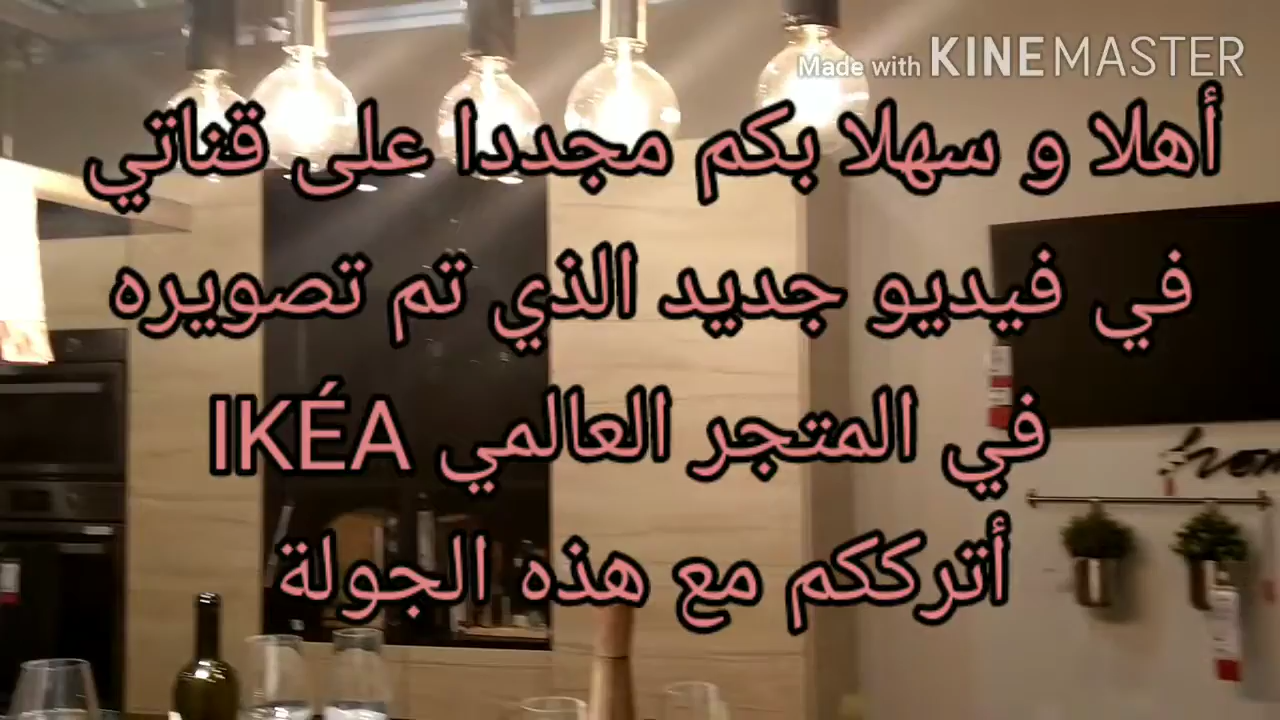 Made with KINEMASTER
أهلا و سهلا بكم مجددا على قناتي
في فيديو جديد الذي تم تصويره
في المتجر العالمي IKÉA
أترككم مع هذه الجولة